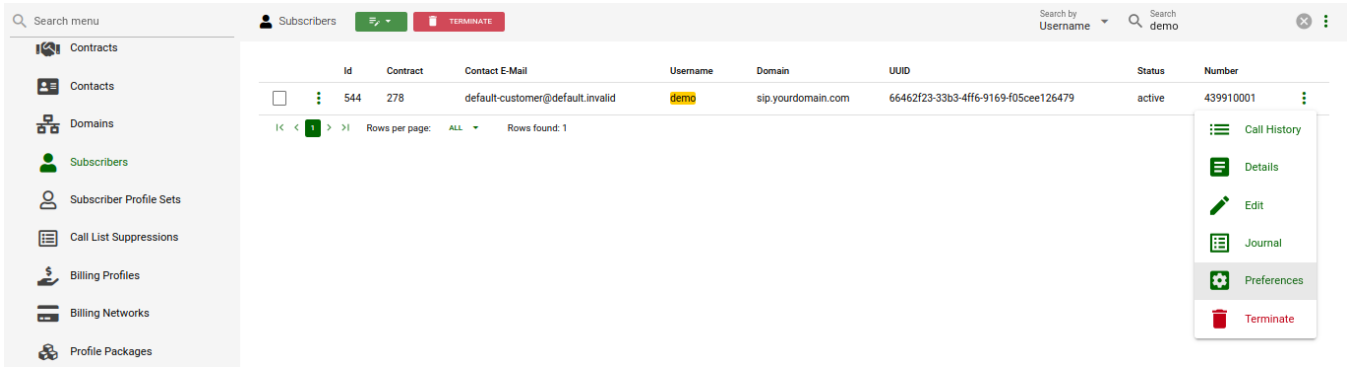 Search menu
Contracts
Contacts
Domains
Subscribers
Subscriber Profile Sets
Call List Suppressions
Billing Profiles
Billing Networks
Profile Packages
Subscribers
TERMINATE
Search by
Username
Search
demo
Id Contract Contact E-Mail Username Domain UUID Status Number
544 278 default-customer@default.invalid demo sip.yourdomain.com 66462f23-33b3-4ff6-9169-f05cee126479 active 439910001
1 Rows per page: ALL Rows found: 1
Call History
Details
Edit
Journal
Preferences
Terminate